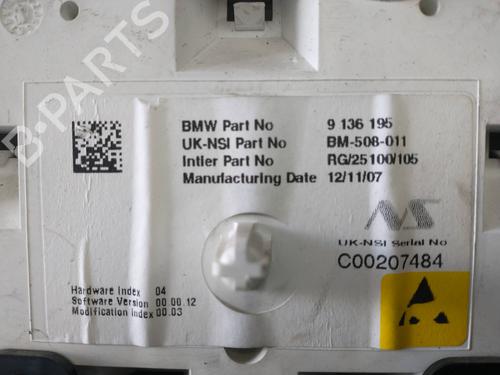 B-PARTS
BMW Part No 9 136 195
UK-NSI Part No BM-508-011
Intier Part No RG/25100/105
Manufacturing Date 12/11/07
NS
UK-NSI Serial No
C00207484
Hardware Index 04
Software Version 00.00.12
Modification Index 00.03